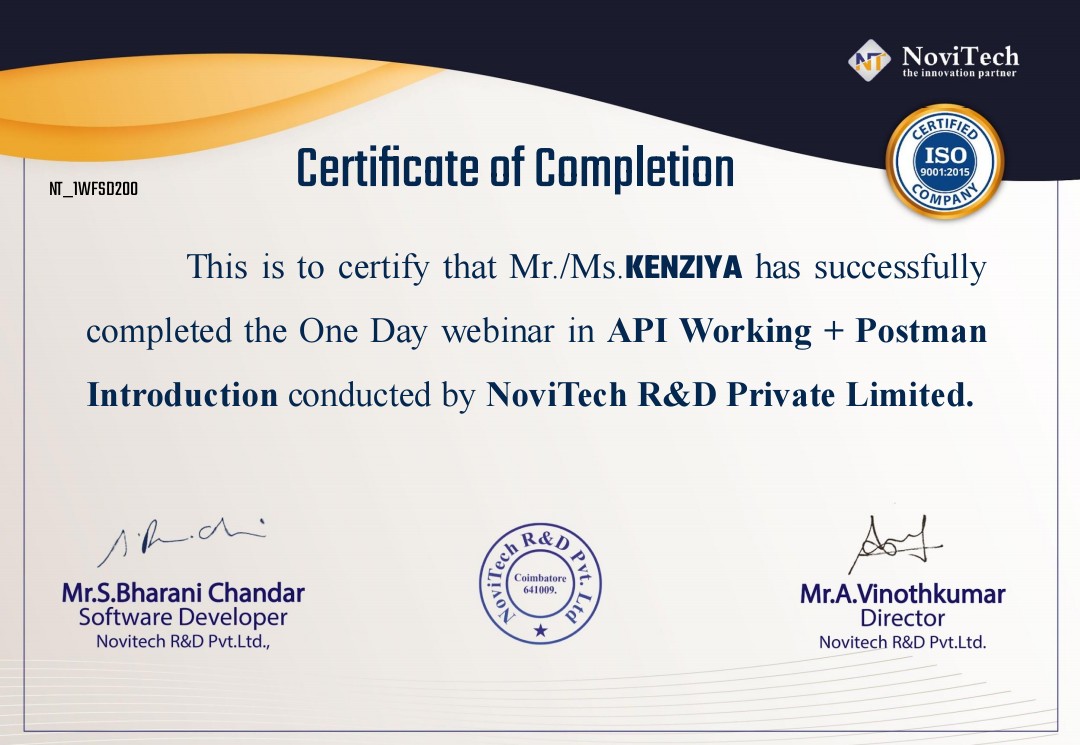 NT
NoviTech
the innovation partner
CERTIFIED
ISO
9001:2015
COMPANY
Certificate of Completion
NT_1WFSD200
This is to certify that Mr./Ms.KENZIYA has successfully
completed the One Day webinar in API Working + Postman
Introduction conducted by NoviTech R&D Private Limited.
Mr.S.Bharani Chandar
Software Developer
Novitech R&D Pvt.Ltd.,
NoviTech R&D Pvt. Ltd
Coimbatore
641009.
Mr.A.Vinothkumar
Director
Novitech R&D Pvt.Ltd.